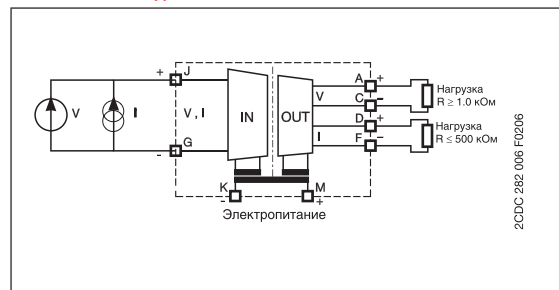 + J
A +
V
Нагрузка
R ≥ 1.0 кОм
C –
V I V , I IN OUT
D +
Нагрузка
R ≤ 500 кОм
I
- G
F –
K M
- +
Электропитание
2CDC 282 006 F0206